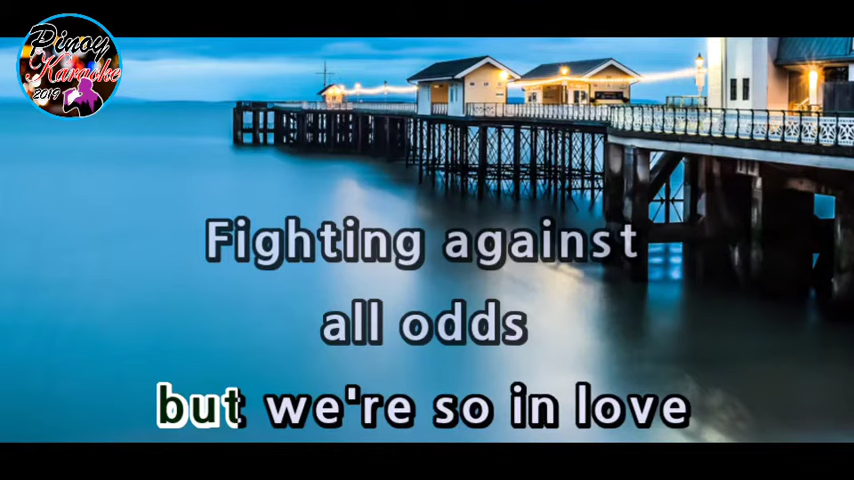 Pinoy
Karaoke
2019
Fighting against
all odds
but we're so in love